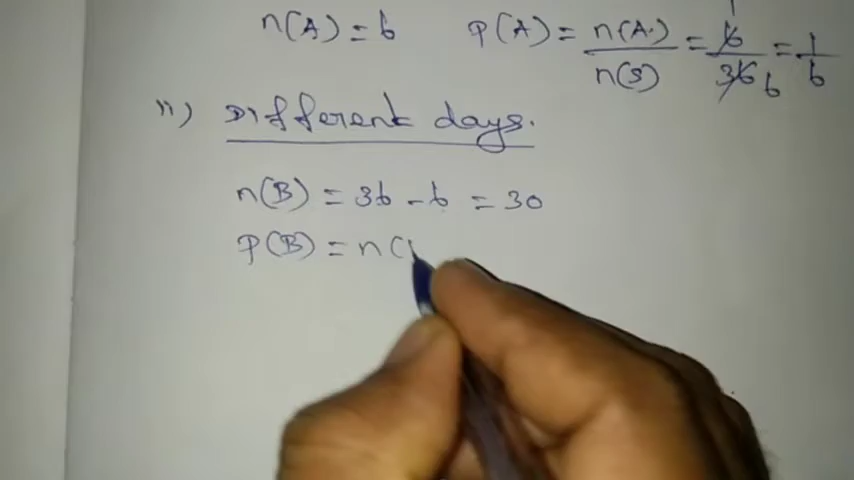 n(A) = 6 P(A) = n(A) / n(S) = 6/36 = 1/6
ii) Different days.
n(B) = 36 - 6 = 30
P(B) = n(